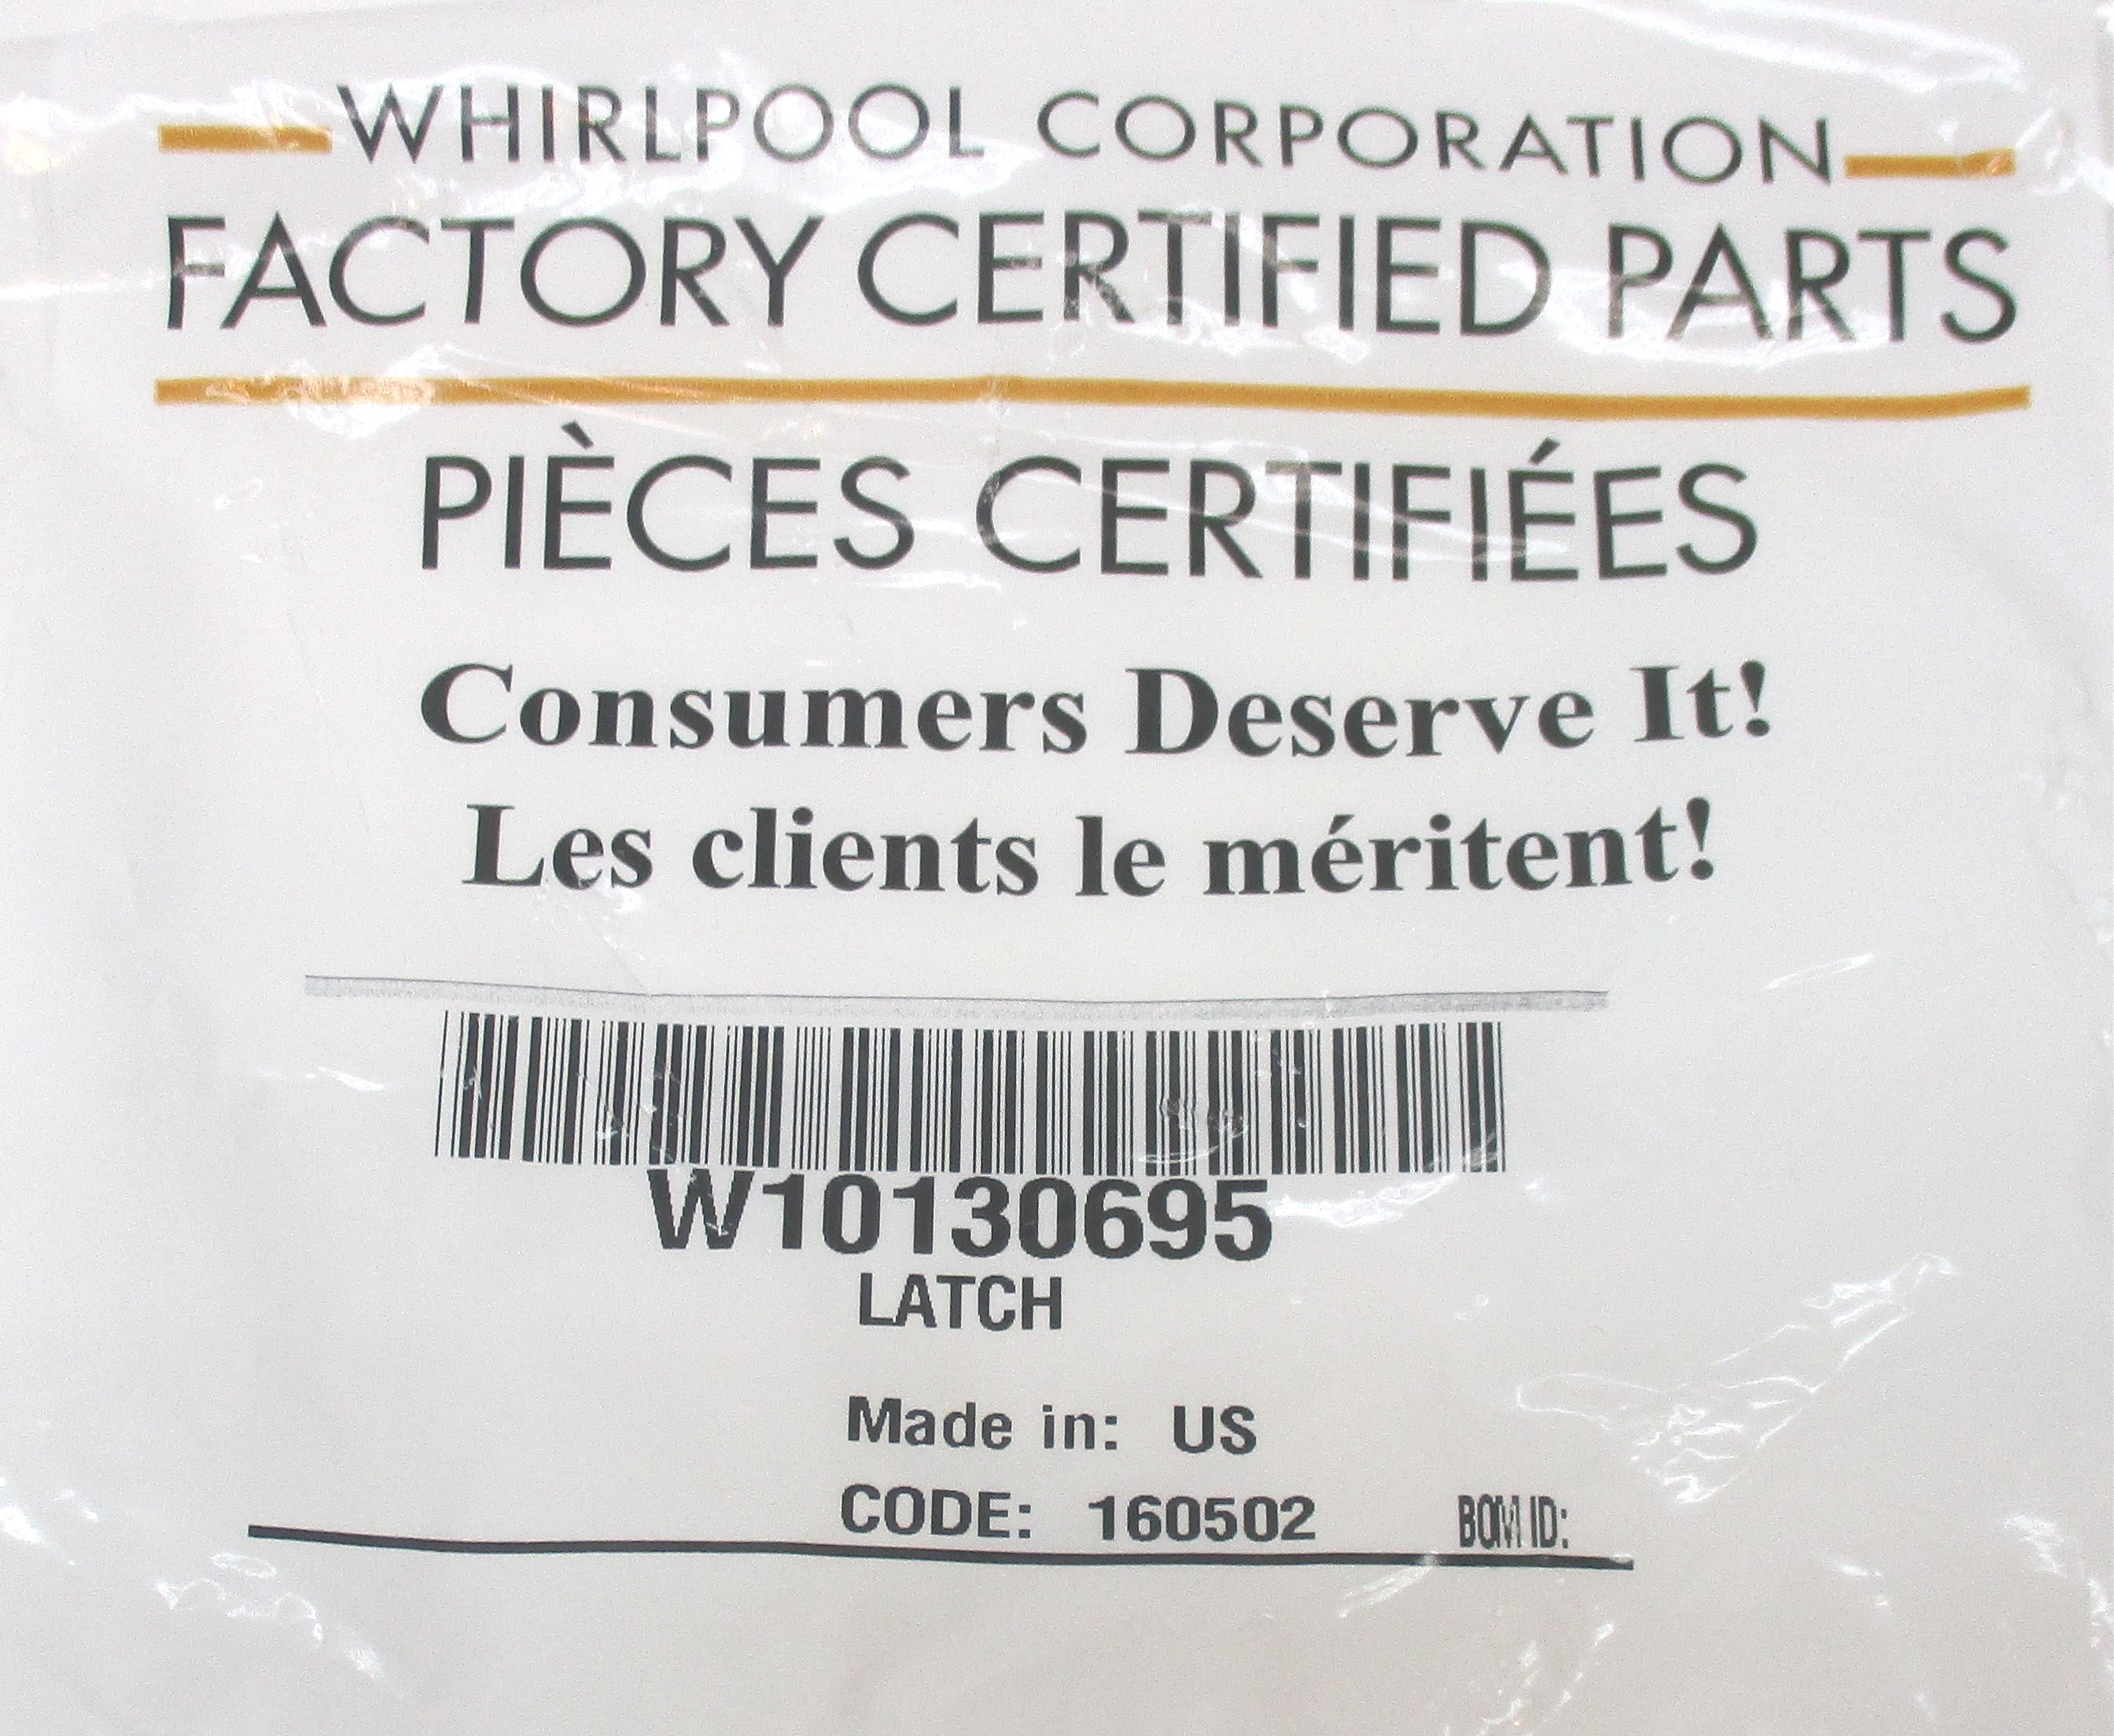 WHIRLPOOL CORPORATION
FACTORY CERTIFIED PARTS
PIÈCES CERTIFIÉES
Consumers Deserve It!
Les clients le méritent!
W10130695
LATCH
Made in: US
CODE: 160502 BOM ID: